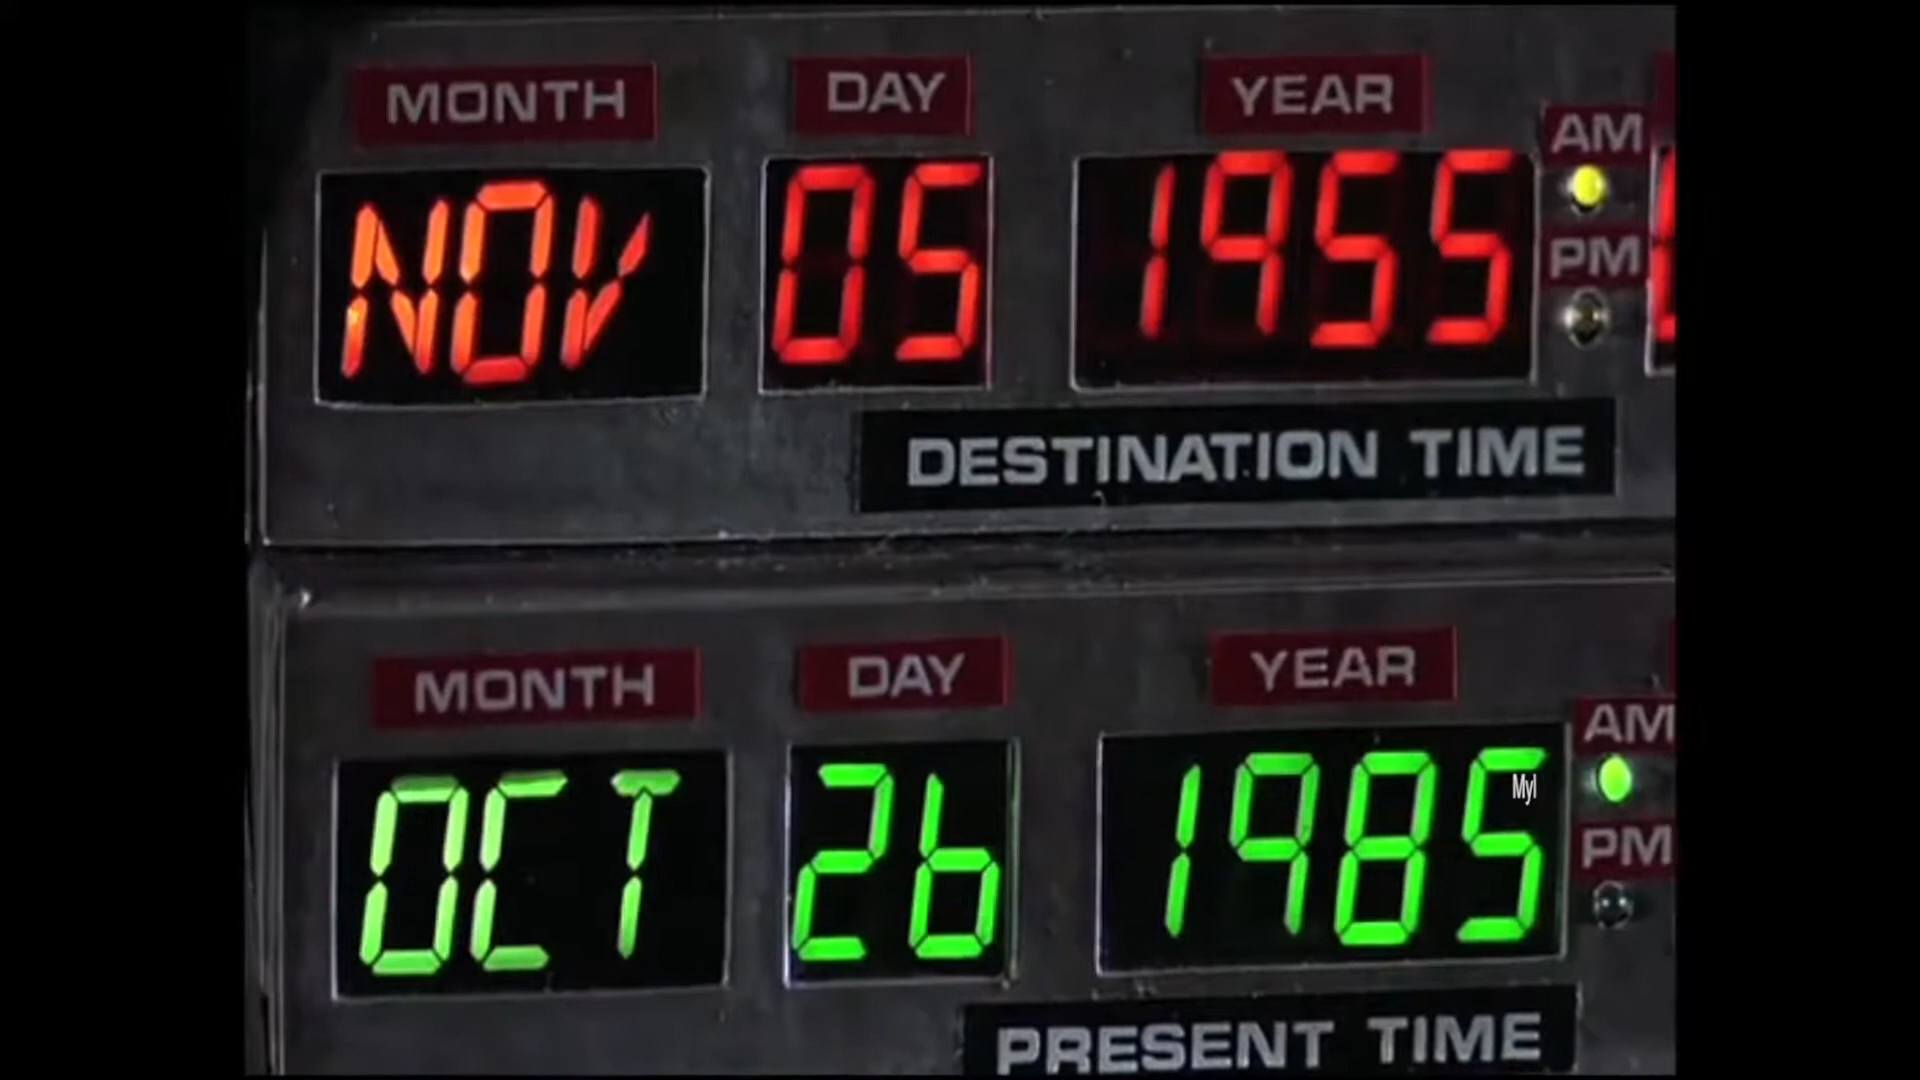 MONTH DAY YEAR
AM
NOV 05 1955
PM
DESTINATION TIME
MONTH DAY YEAR
AM
OCT 26 1985
Myl
PM
PRESENT TIME